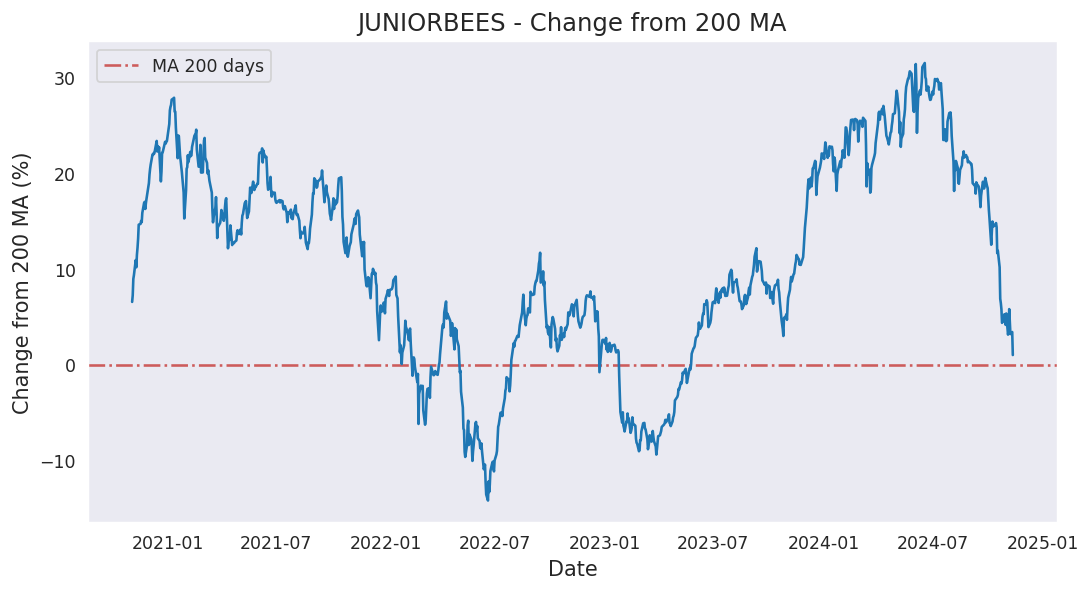 JUNIORBEES - Change from 200 MA
MA 200 days
Change from 200 MA (%)
30
20
10
0
−10
2021-01 2021-07 2022-01 2022-07 2023-01 2023-07 2024-01 2024-07 2025-01
Date